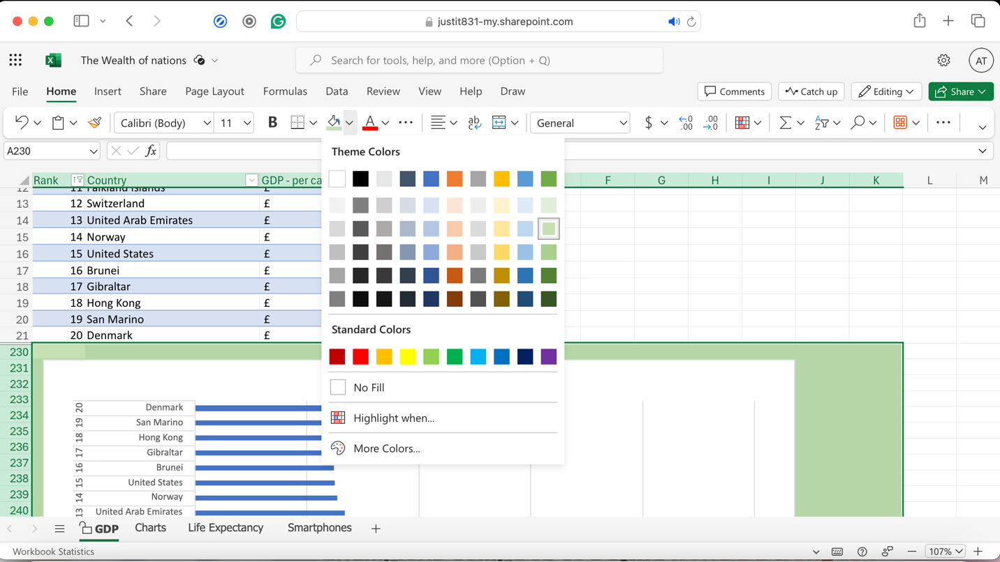 justit831-my.sharepoint.com
The Wealth of nations
Search for tools, help, and more (Option + Q)
AT
File Home Insert Share Page Layout Formulas Data Review View Help Draw
Comments Catch up Editing Share
Calibri (Body) 11 B A ab General $ .00 .00
A230 fx
Theme Colors
Rank Country GDP - per ca F G H I J K L M
12 11 Falkland Islands £
13 12 Switzerland £
14 13 United Arab Emirates £
15 14 Norway £
16 15 United States £
17 16 Brunei £
18 17 Gibraltar £
19 18 Hong Kong £
20 19 San Marino £
21 20 Denmark £
Standard Colors
No Fill
Highlight when...
More Colors...
230
231
232
233
234
235
236
237
238
239
240
20 Denmark
19 San Marino
18 Hong Kong
17 Gibraltar
16 Brunei
15 United States
14 Norway
13 United Arab Emirates
GDP Charts Life Expectancy Smartphones
Workbook Statistics 107%